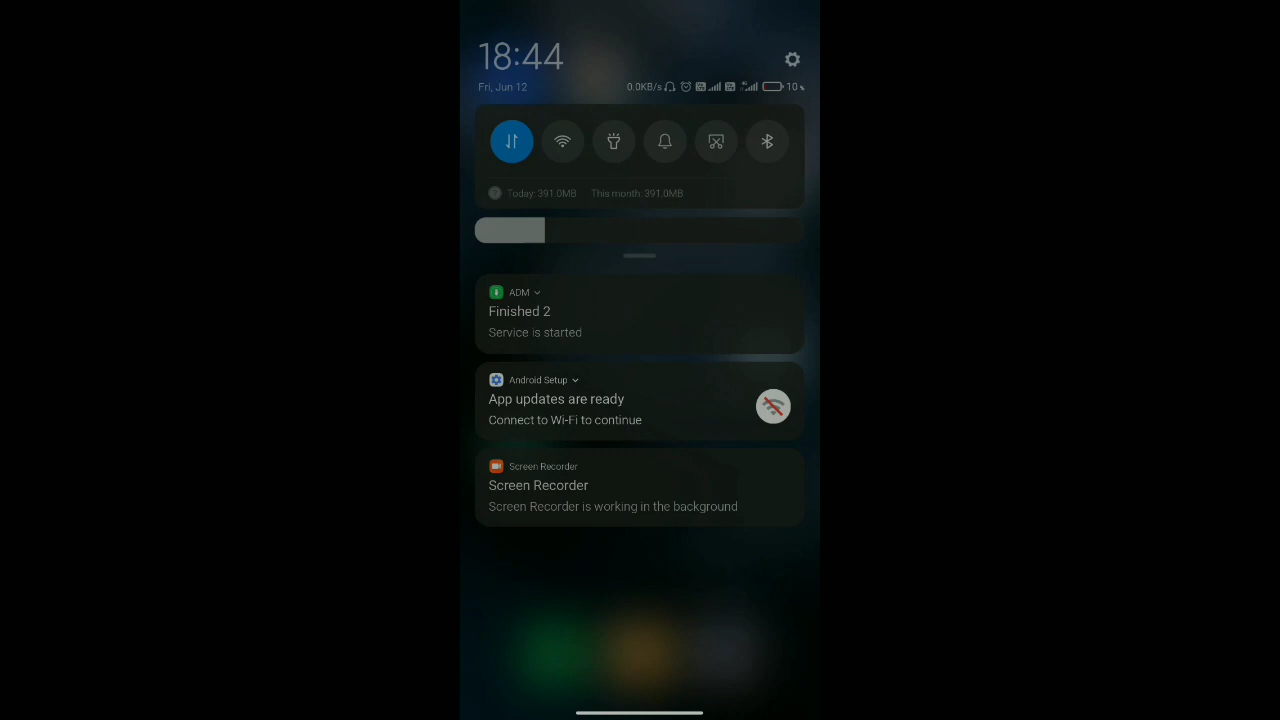 18:44
Fri, Jun 12
0.0KB/s
10
Today: 391.0MB This month: 391.0MB
ADM
Finished 2
Service is started
Android Setup
App updates are ready
Connect to Wi-Fi to continue
Screen Recorder
Screen Recorder
Screen Recorder is working in the background